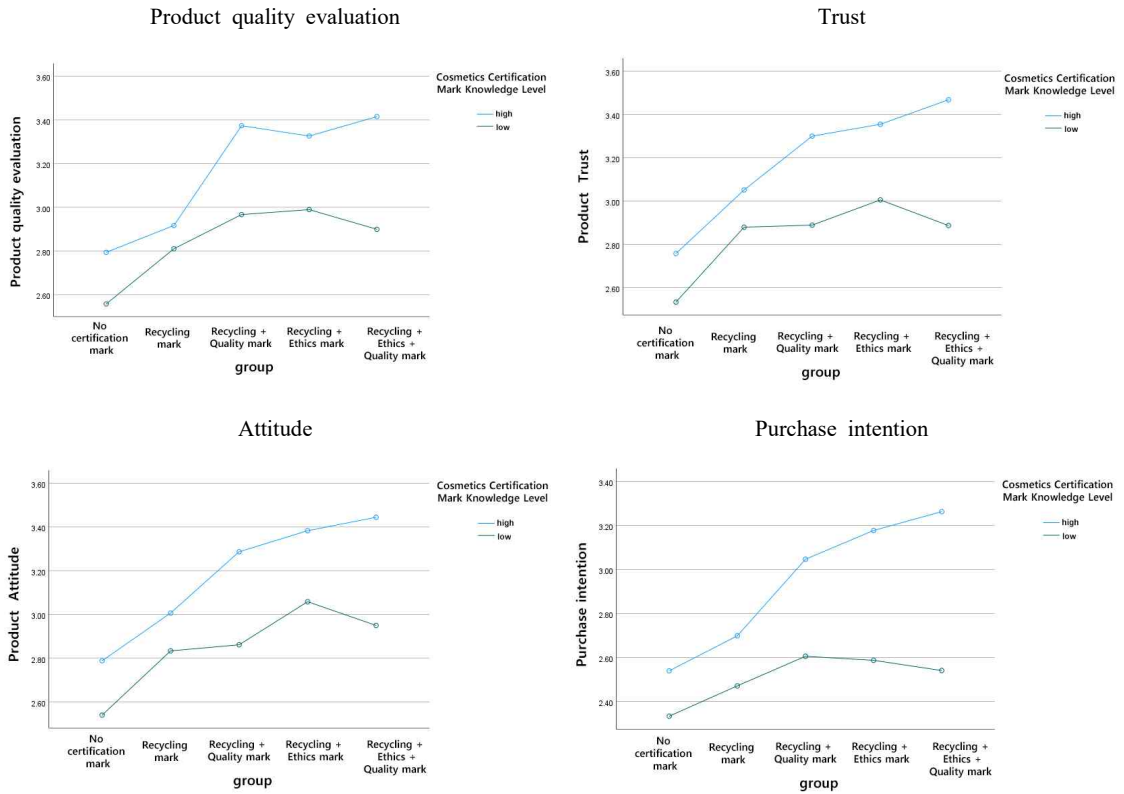 Product quality evaluation
3.60
3.40
3.20
3.00
2.80
2.60
Product quality evaluation
No
certification
mark
Recycling
mark
Recycling +
Quality mark
Recycling +
Ethics mark
Recycling +
Ethics +
Quality mark
group
Cosmetics Certification
Mark Knowledge Level
high
low
Trust
3.60
3.40
3.20
3.00
2.80
2.60
Product Trust
No
certification
mark
Recycling
mark
Recycling +
Quality mark
Recycling +
Ethics mark
Recycling +
Ethics +
Quality mark
group
Cosmetics Certification
Mark Knowledge Level
high
low
Attitude
3.60
3.40
3.20
3.00
2.80
2.60
Product Attitude
No
certification
mark
Recycling
mark
Recycling +
Quality mark
Recycling +
Ethics mark
Recycling +
Ethics +
Quality mark
group
Cosmetics Certification
Mark Knowledge Level
high
low
Purchase intention
3.40
3.20
3.00
2.80
2.60
2.40
Purchase intention
No
certification
mark
Recycling
mark
Recycling +
Quality mark
Recycling +
Ethics mark
Recycling +
Ethics +
Quality mark
group
Cosmetics Certification
Mark Knowledge Level
high
low